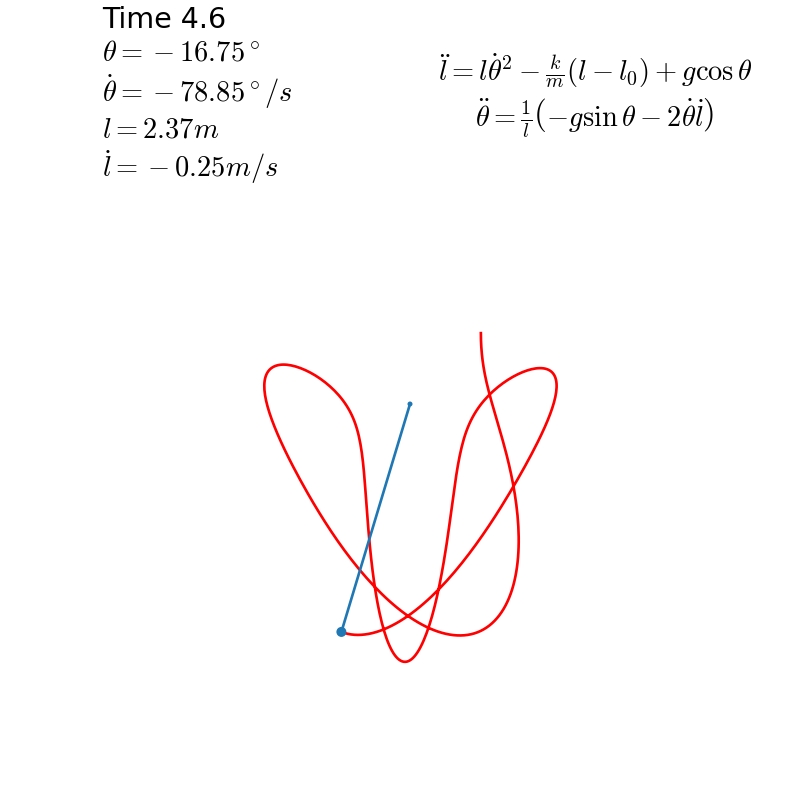 Time 4.6
θ = −16.75°
θ̇ = −78.85°/s
l = 2.37m
l̇ = −0.25m/s
l̈ = lθ̇² − k/m(l − l₀) + g cos θ
θ̈ = 1/l(−g sin θ − 2θ̇l̇)